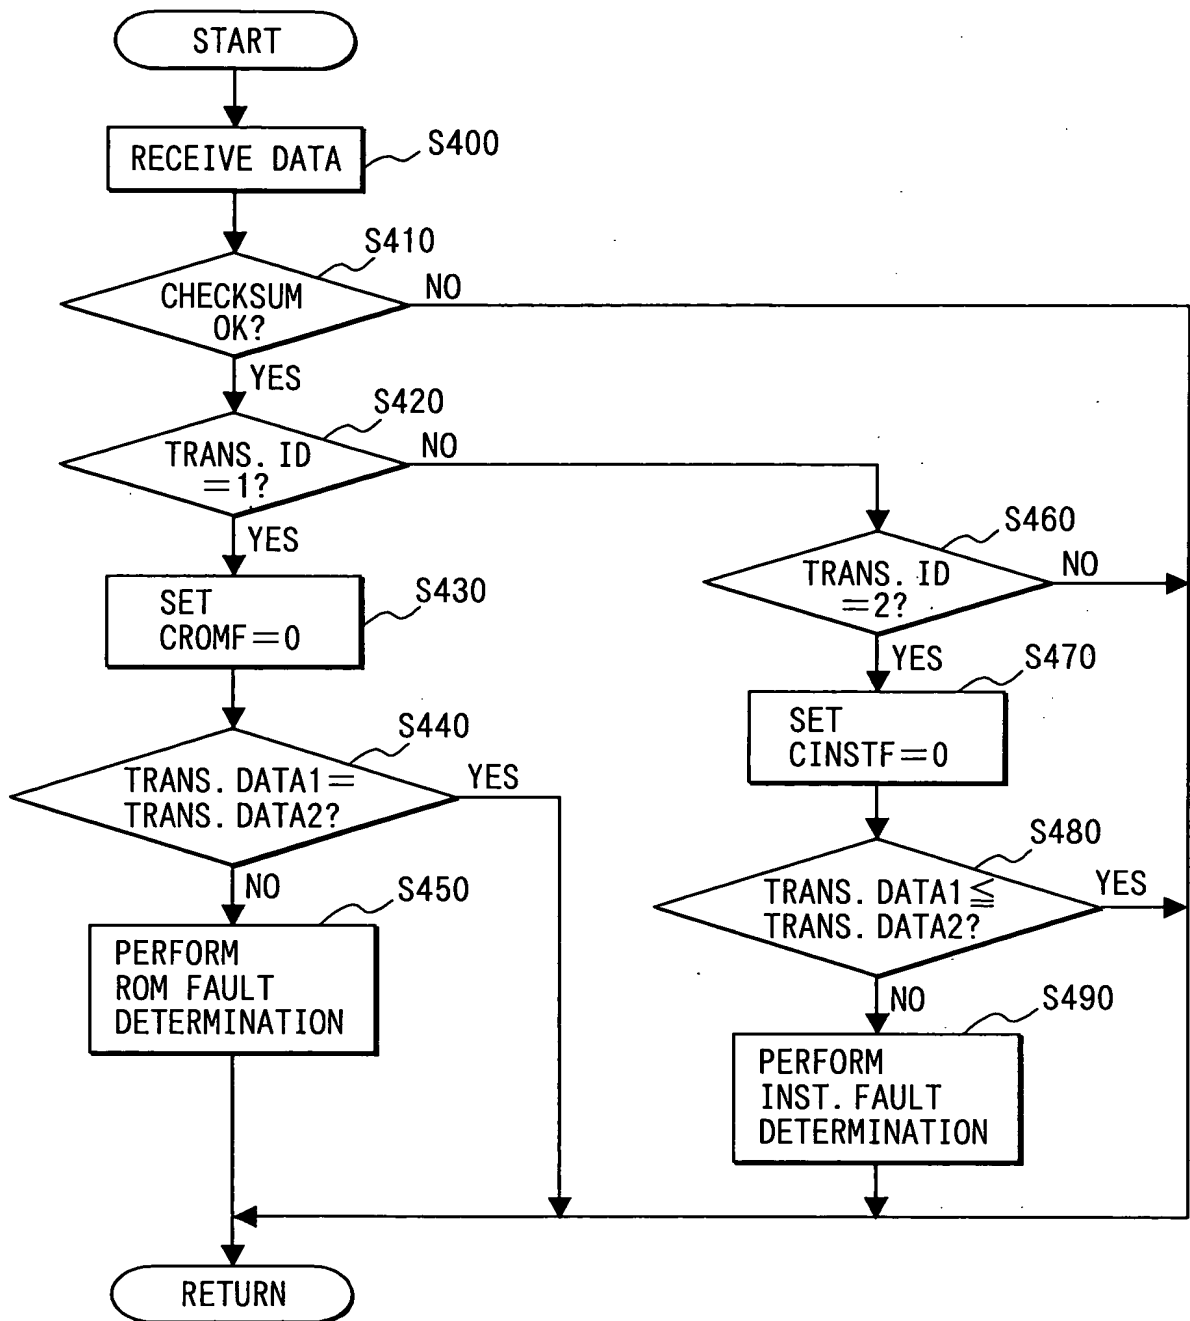 START
RECEIVE DATA
S400
S410
CHECKSUM
OK?
NO
YES
S420
TRANS. ID
=1?
NO
YES
S430
SET
CROMF=0
S440
TRANS. DATA1=
TRANS. DATA2?
YES
NO
S450
PERFORM
ROM FAULT
DETERMINATION
S460
TRANS. ID
=2?
NO
YES
S470
SET
CINSTF=0
S480
TRANS. DATA1≦
TRANS. DATA2?
YES
NO
S490
PERFORM
INST. FAULT
DETERMINATION
RETURN